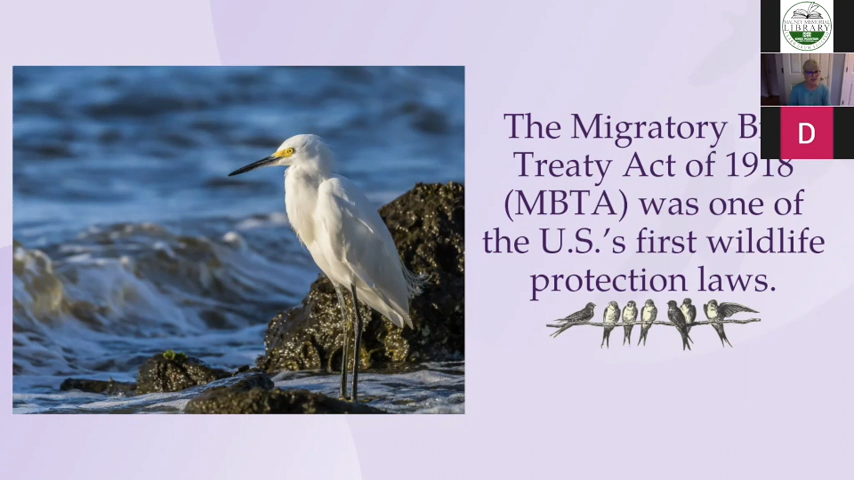 The Migratory B
Treaty Act of 1918
(MBTA) was one of
the U.S.'s first wildlife
protection laws.
LIBRARY
D